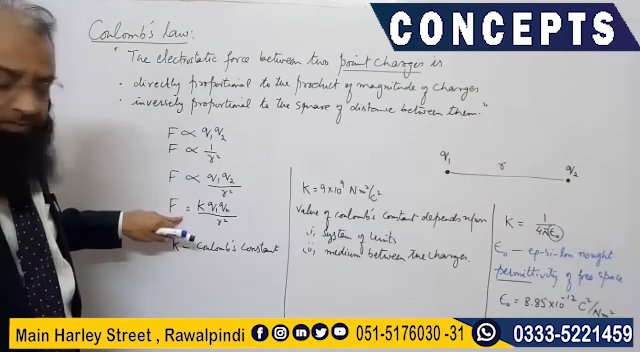 CONCEPTS
Coulomb's Law:
"The electrostatic force between two point charges is
. directly proportional to the product of magnitude of charges
. inversely proportional to the square of distance between them."
F ∝ q₁q₂
F ∝ 1/r²
F ∝ q₁q₂/r²
F = K q₁q₂/r²
K — Coulomb's Constant
K = 9×10⁹ Nm²/C²
value of coulomb's constant depends upon
(i) System of Units
(ii) medium between the charges.
q₁ r q₂
K = 1/4πε₀
ε₀ — ep-si-lon nought
permittivity of free space
ε₀ = 8.85×10⁻¹² C²/Nm²
Main Harley Street , Rawalpindi 051-5176030 -31 0333-5221459